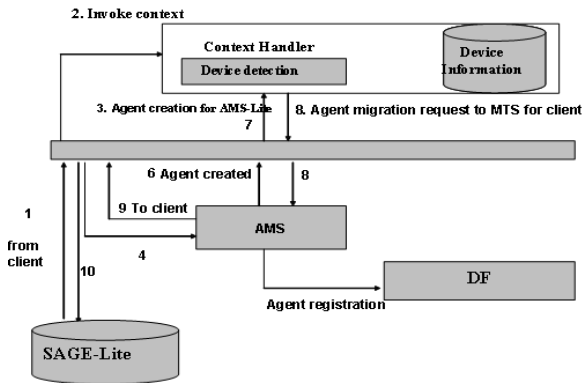 2. Invoke context
Context Handler
Device
Information
Device detection
3. Agent creation for AMS-Lite
8. Agent migration request to MTS for client
7
6 Agent created
8
1
9 To client
from
client
4
AMS
10
DF
Agent registration
SAGE-Lite